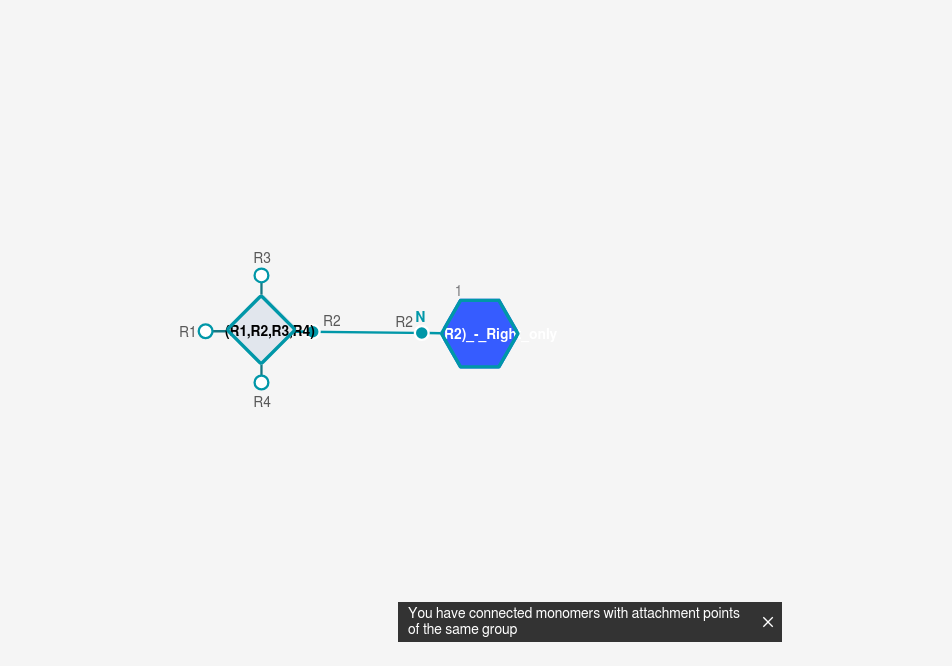 R3
1
R1
(R1,R2,R3,R4)
R2
R2
N
R2)_-_Right_only
R4
You have connected monomers with attachment points
of the same group